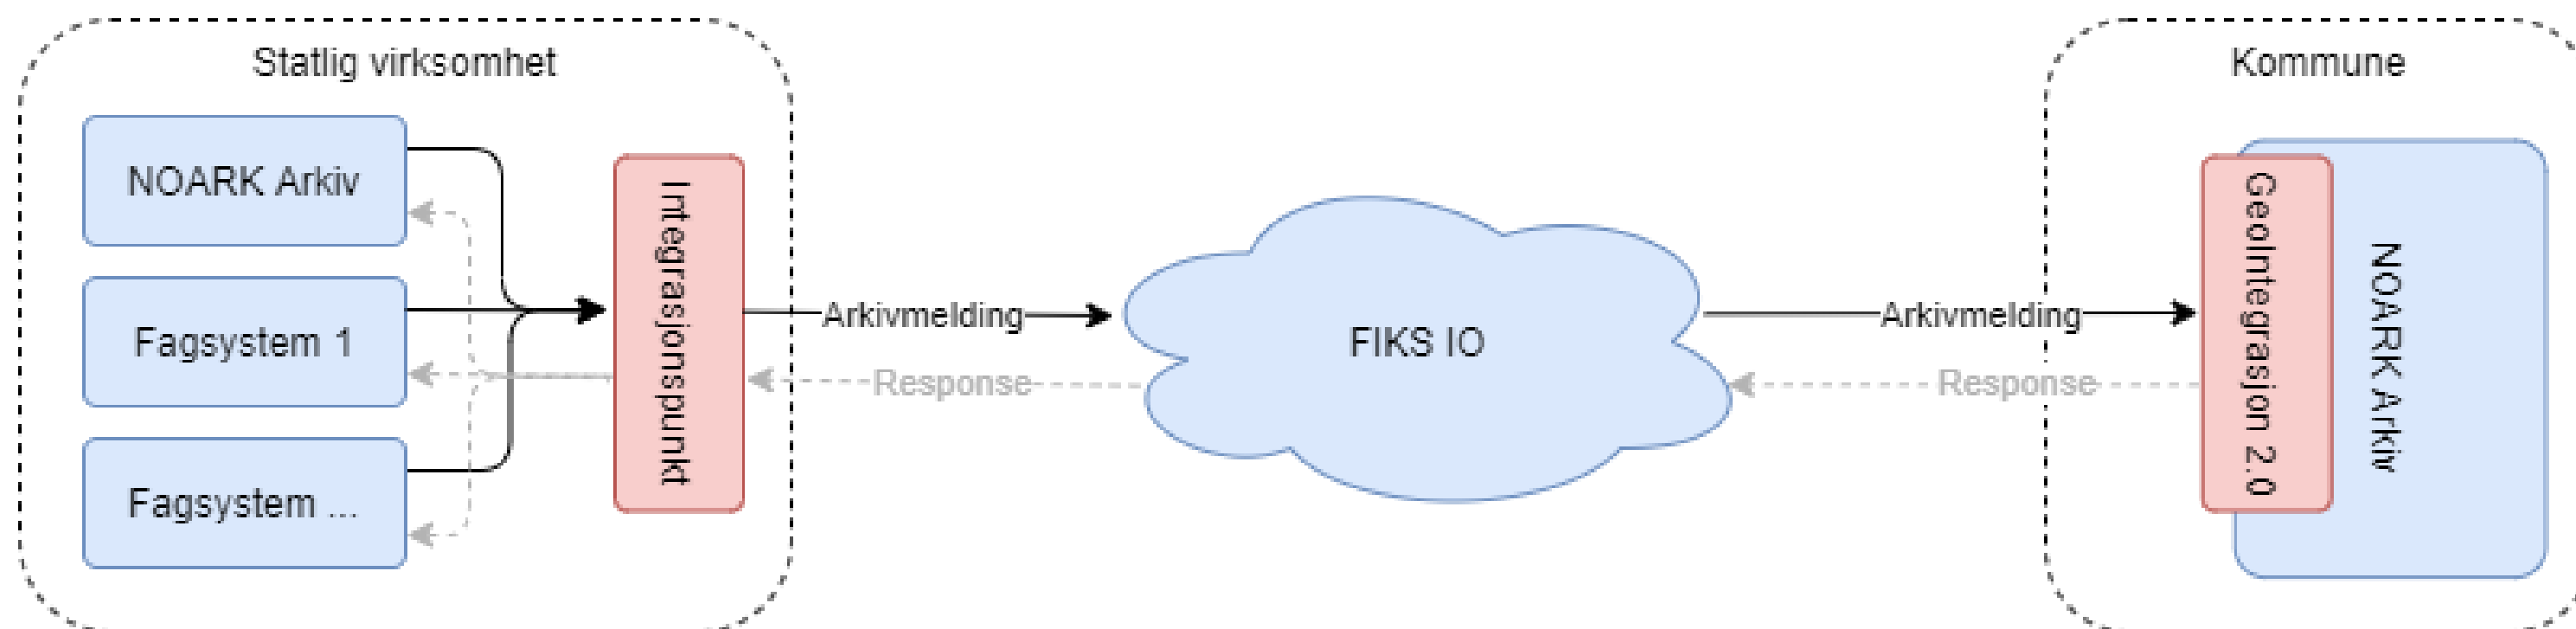 Statlig virksomhet
NOARK Arkiv
Fagsystem 1
Fagsystem ...
Integrasjonspunkt
Arkivmelding
Response
FIKS IO
Arkivmelding
Response
Kommune
GeoIntegrasjon 2.0
NOARK Arkiv